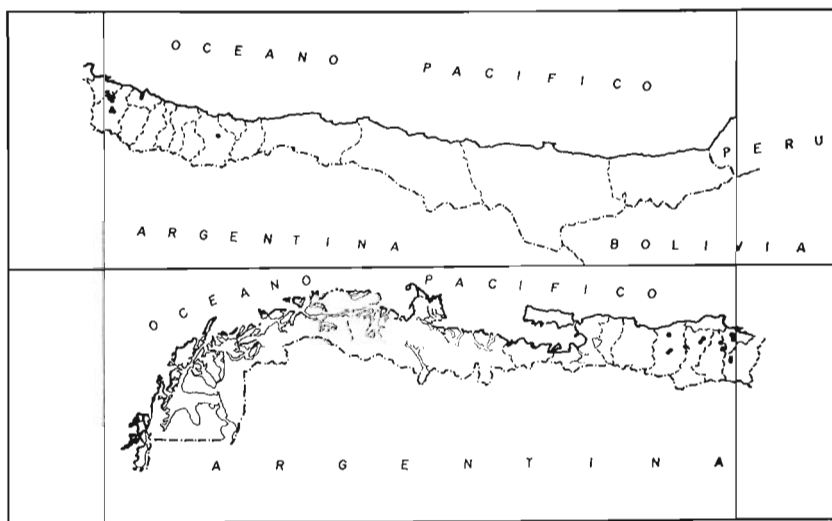 OCEANO PACIFICO
PERU
ARGENTINA
BOLIVIA
OCEANO PACIFICO
ARGENTINA